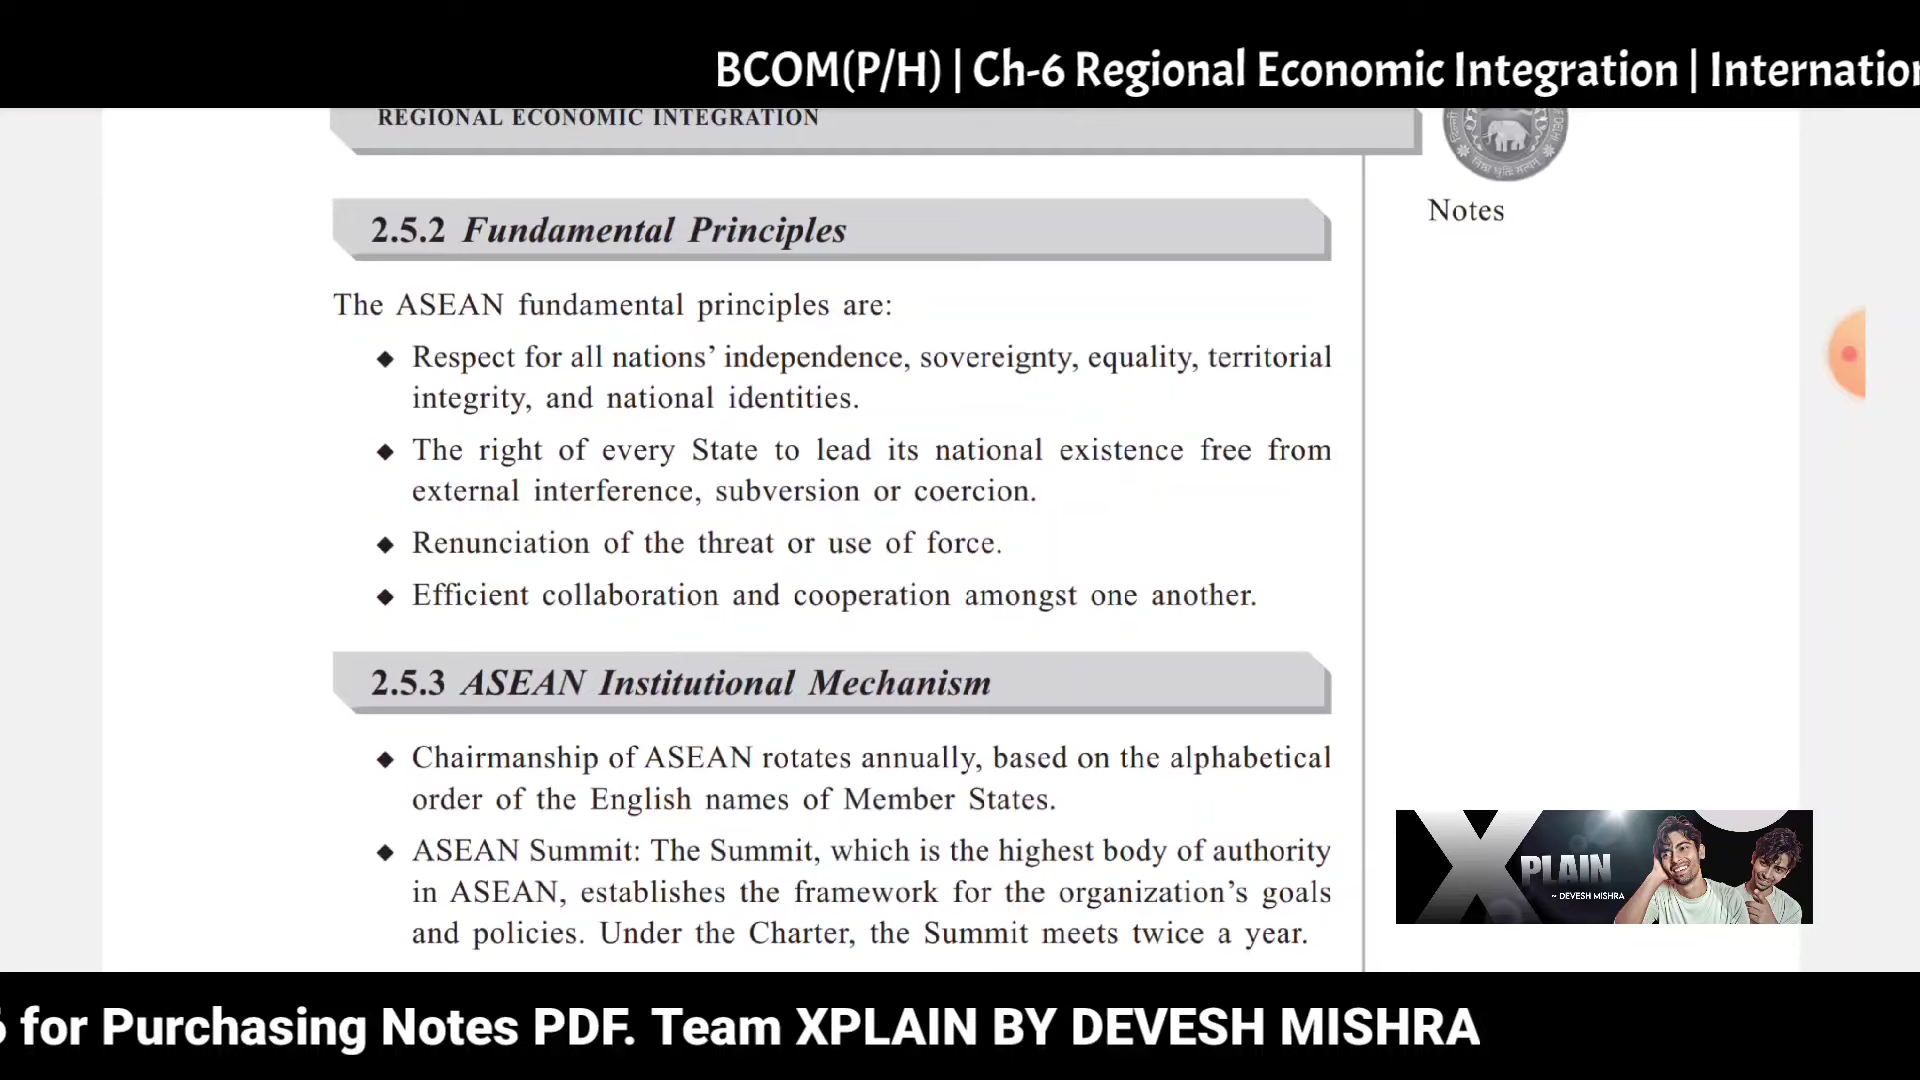 BCOM(P/H) | Ch-6 Regional Economic Integration | Internation
REGIONAL ECONOMIC INTEGRATION
Notes
2.5.2 Fundamental Principles
The ASEAN fundamental principles are:
◆ Respect for all nations’ independence, sovereignty, equality, territorial
integrity, and national identities.
◆ The right of every State to lead its national existence free from
external interference, subversion or coercion.
◆ Renunciation of the threat or use of force.
◆ Efficient collaboration and cooperation amongst one another.
2.5.3 ASEAN Institutional Mechanism
◆ Chairmanship of ASEAN rotates annually, based on the alphabetical
order of the English names of Member States.
◆ ASEAN Summit: The Summit, which is the highest body of authority
in ASEAN, establishes the framework for the organization’s goals
and policies. Under the Charter, the Summit meets twice a year.
XPLAIN
~ DEVESH MISHRA
for Purchasing Notes PDF. Team XPLAIN BY DEVESH MISHRA